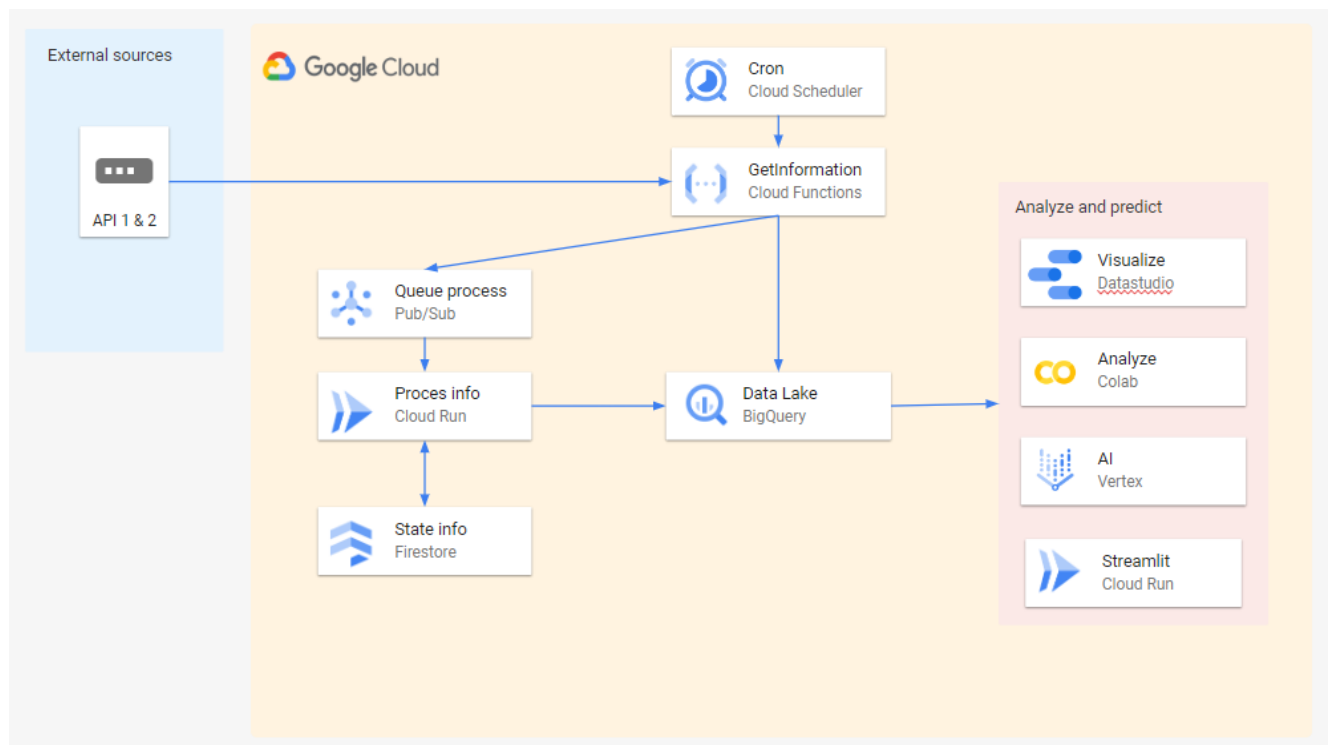 External sources
API 1 & 2
Google Cloud
Cron
Cloud Scheduler
GetInformation
Cloud Functions
Queue process
Pub/Sub
Proces info
Cloud Run
State info
Firestore
Data Lake
BigQuery
Analyze and predict
Visualize
Datastudio
Analyze
Colab
AI
Vertex
Streamlit
Cloud Run